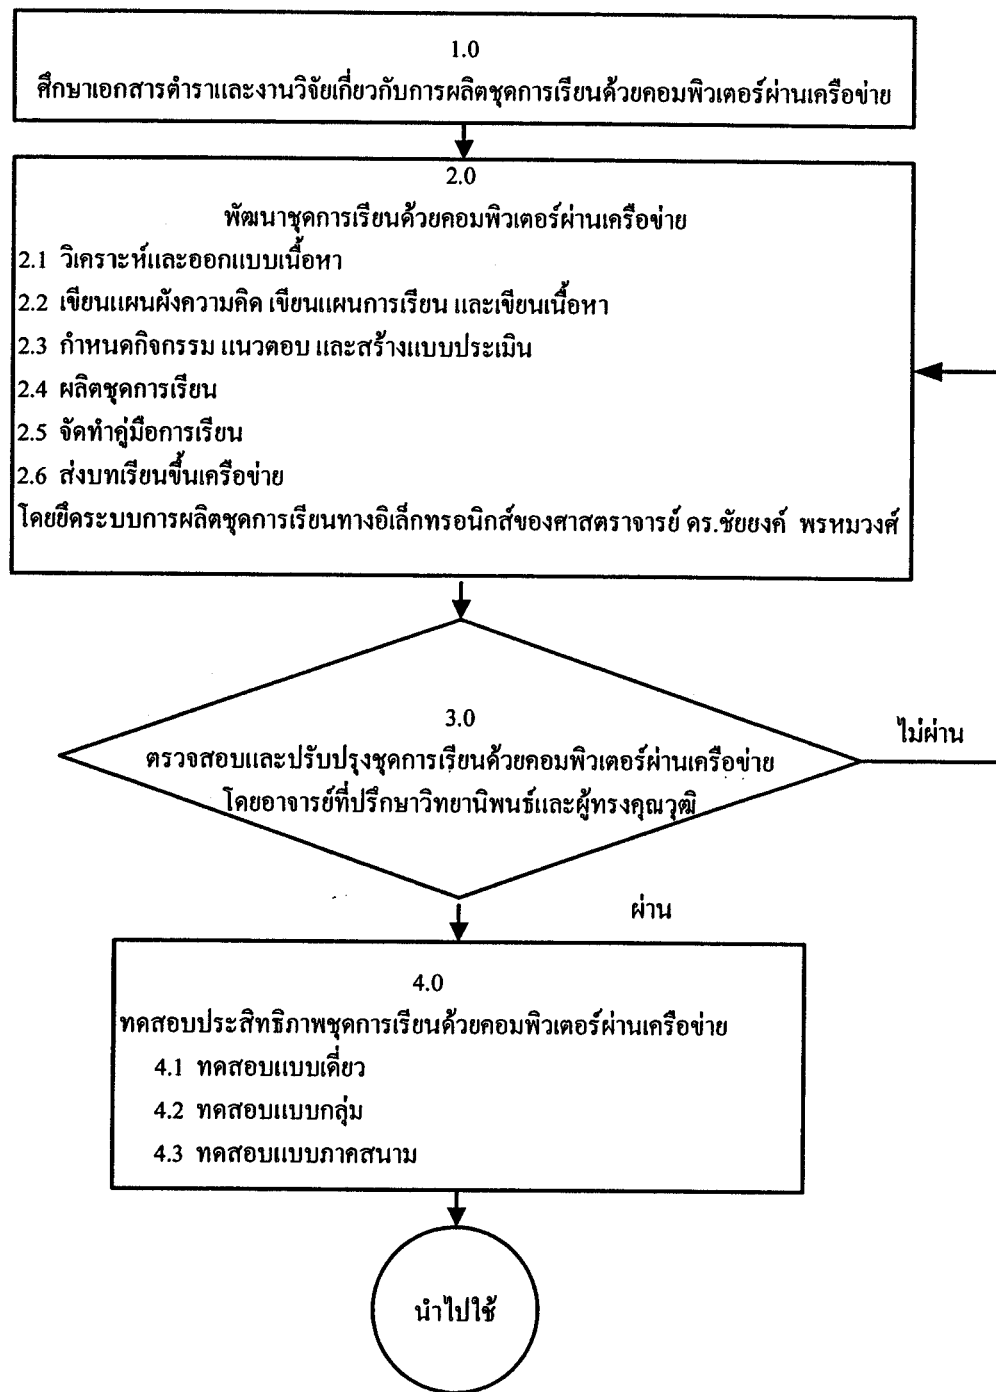 1.0
ศึกษาเอกสารตำราและงานวิจัยเกี่ยวกับการผลิตชุดการเรียนด้วยคอมพิวเตอร์ผ่านเครือข่าย
2.0
พัฒนาชุดการเรียนด้วยคอมพิวเตอร์ผ่านเครือข่าย
2.1 วิเคราะห์และออกแบบเนื้อหา
2.2 เขียนแผนผังความคิด เขียนแผนการเรียน และเขียนเนื้อหา
2.3 กำหนดกิจกรรม แนวตอบ และสร้างแบบประเมิน
2.4 ผลิตชุดการเรียน
2.5 จัดทำคู่มือการเรียน
2.6 ส่งบทเรียนขึ้นเครือข่าย
โดยยึดระบบการผลิตชุดการเรียนทางอิเล็กทรอนิกส์ของศาสตราจารย์ ดร.ชัยยงค์ พรหมวงศ์
3.0
ตรวจสอบและปรับปรุงชุดการเรียนด้วยคอมพิวเตอร์ผ่านเครือข่าย
โดยอาจารย์ที่ปรึกษาวิทยานิพนธ์และผู้ทรงคุณวุฒิ
ไม่ผ่าน
ผ่าน
4.0
ทดสอบประสิทธิภาพชุดการเรียนด้วยคอมพิวเตอร์ผ่านเครือข่าย
4.1 ทดสอบแบบเดี่ยว
4.2 ทดสอบแบบกลุ่ม
4.3 ทดสอบแบบภาคสนาม
นำไปใช้